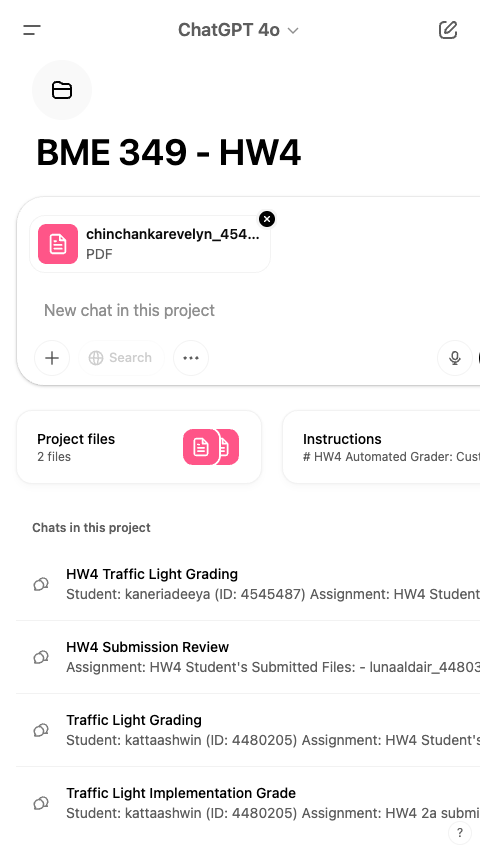 ChatGPT 4o
BME 349 - HW4
chinchankarevelyn_454...
PDF
New chat in this project
Search
Project files
2 files
Instructions
# HW4 Automated Grader: Cust
Chats in this project
HW4 Traffic Light Grading
Student: kaneriadeeya (ID: 4545487) Assignment: HW4 Student
HW4 Submission Review
Assignment: HW4 Student's Submitted Files: - lunaaldair_44803
Traffic Light Grading
Student: kattaashwin (ID: 4480205) Assignment: HW4 Student's
Traffic Light Implementation Grade
Student: kattaashwin (ID: 4480205) Assignment: HW4 2a submi
?